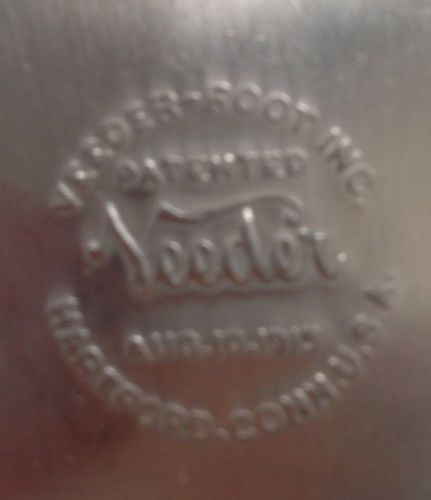 VEEDER-ROOT INC.
PATENTED
Veeder
AUG.10.1915
HARTFORD.CONN.U.S.A.